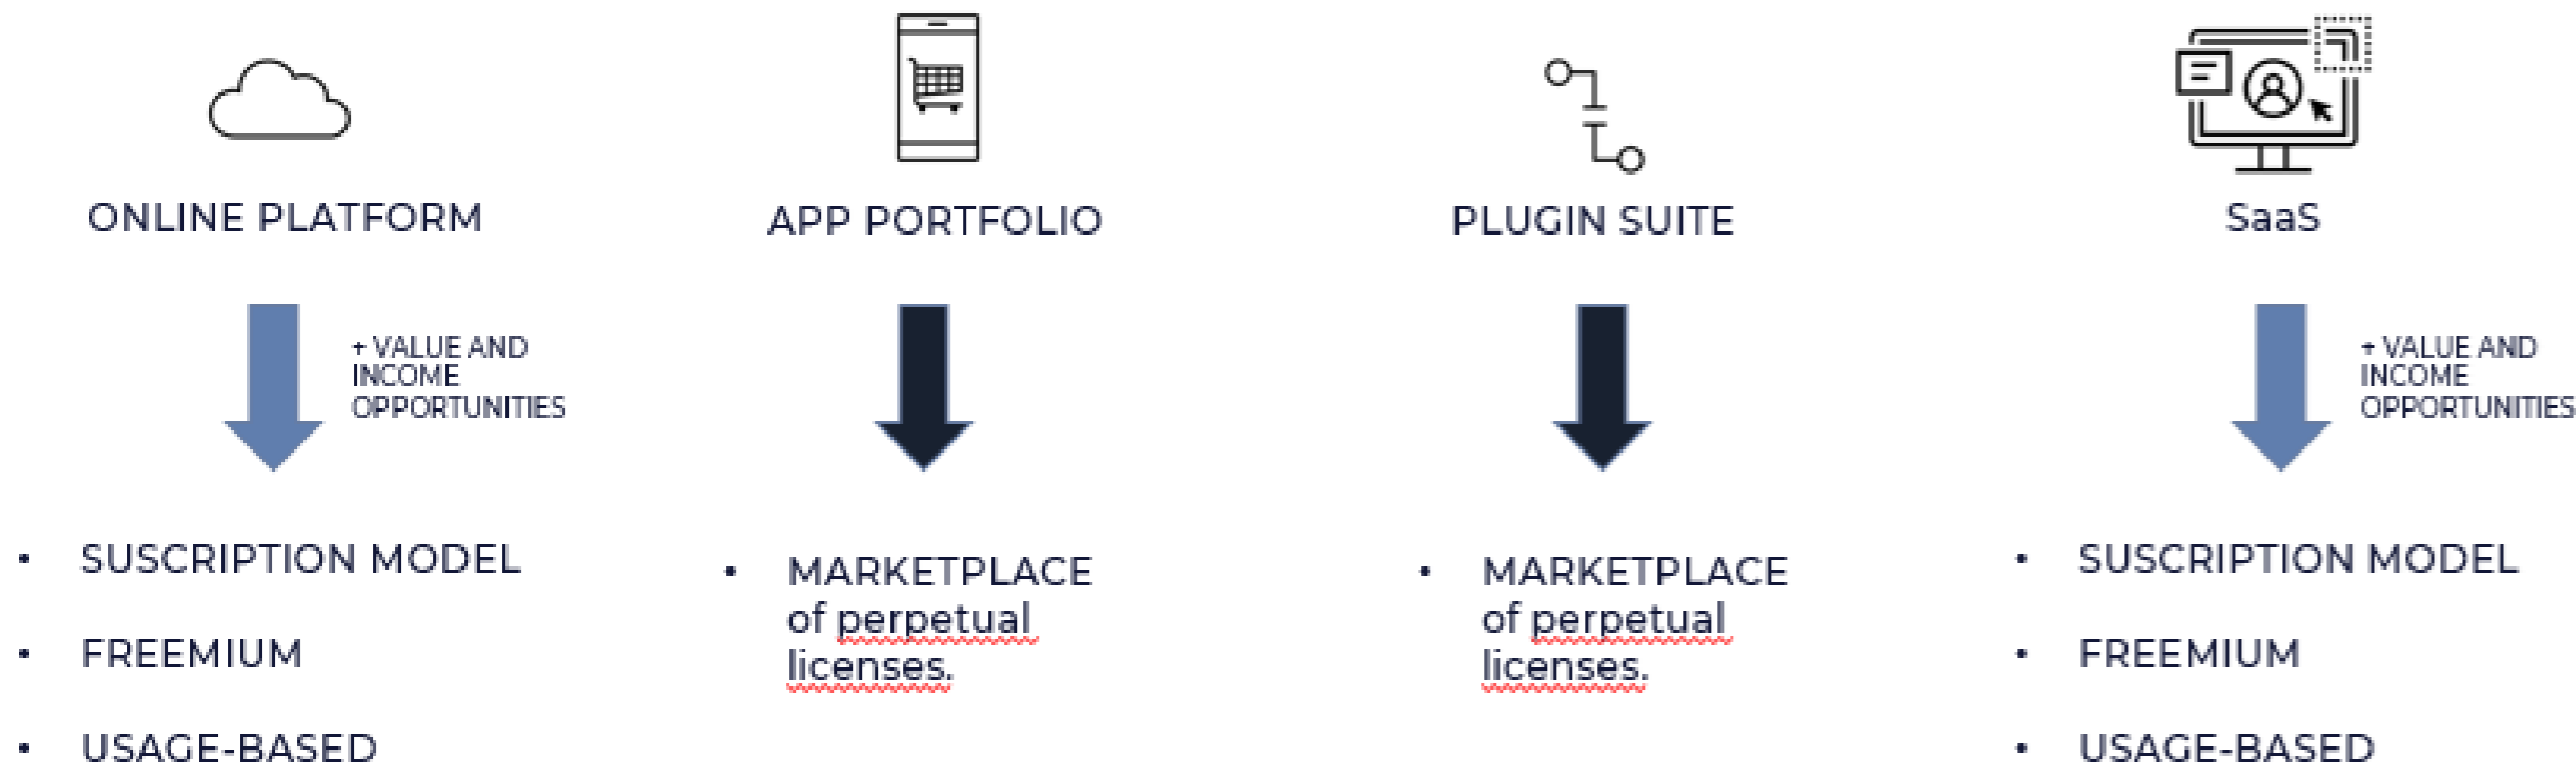 ONLINE PLATFORM
APP PORTFOLIO
PLUGIN SUITE
SaaS
+ VALUE AND
INCOME
OPPORTUNITIES
+ VALUE AND
INCOME
OPPORTUNITIES
• SUSCRIPTION MODEL
• FREEMIUM
• USAGE-BASED
• MARKETPLACE
of perpetual
licenses.
• MARKETPLACE
of perpetual
licenses.
• SUSCRIPTION MODEL
• FREEMIUM
• USAGE-BASED